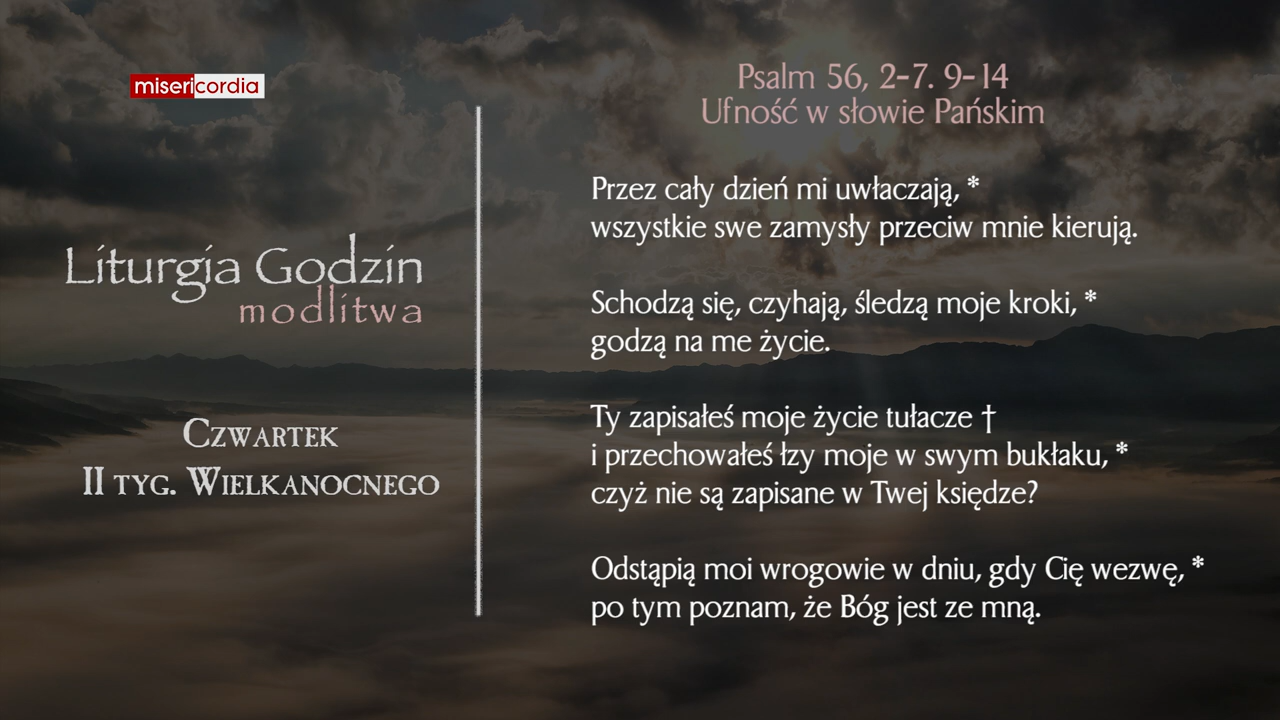 misericordia
Liturgia Godzin
modlitwa
Czwartek
II tyg. Wielkanocnego
Psalm 56, 2-7. 9-14
Ufność w słowie Pańskim
Przez cały dzień mi uwłaczają, *
wszystkie swe zamysły przeciw mnie kierują.
Schodzą się, czyhają, śledzą moje kroki, *
godzą na me życie.
Ty zapisałeś moje życie tułacze †
i przechowałeś łzy moje w swym bukłaku, *
czyż nie są zapisane w Twej księdze?
Odstąpią moi wrogowie w dniu, gdy Cię wezwę, *
po tym poznam, że Bóg jest ze mną.